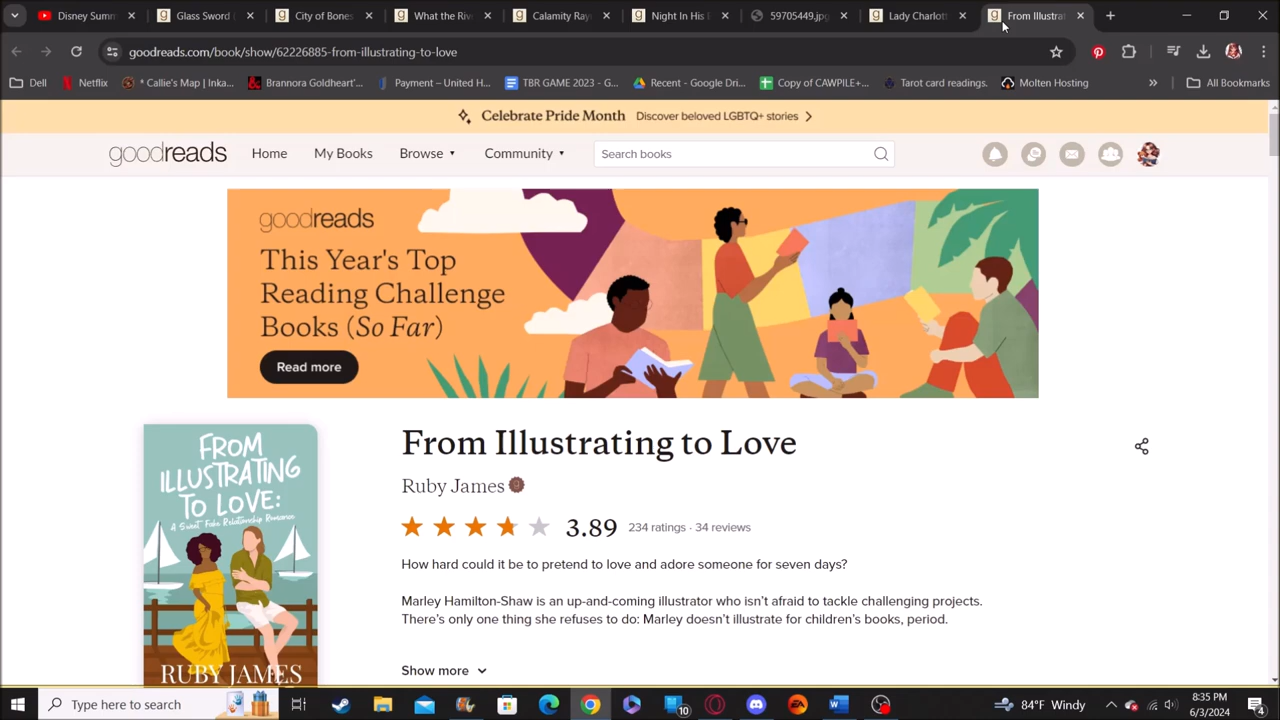 Disney Summ
Glass Sword
City of Bones
What the Riv
Calamity Ray
Night In His
59705449.jpg
Lady Charlott
From Illustrat
goodreads.com/book/show/62226885-from-illustrating-to-love
Dell
Netflix
* Callie's Map | Inka...
Brannora Goldheart'...
Payment – United H...
TBR GAME 2023 - G...
Recent - Google Dri...
Copy of CAWPILE+...
Tarot card readings.
Molten Hosting
»
All Bookmarks
Celebrate Pride Month Discover beloved LGBTQ+ stories
goodreads
Home
My Books
Browse
Community
Search books
goodreads
This Year's Top
Reading Challenge
Books (So Far)
Read more
FROM
ILLUSTRATING
TO LOVE:
A Sweet Fake Relationship Romance
RUBY JAMES
From Illustrating to Love
Ruby James
3.89 234 ratings · 34 reviews
How hard could it be to pretend to love and adore someone for seven days?
Marley Hamilton-Shaw is an up-and-coming illustrator who isn’t afraid to tackle challenging projects.
There’s only one thing she refuses to do: Marley doesn’t illustrate for children’s books, period.
Show more
Type here to search
10
84°F Windy
8:35 PM
6/3/2024
4